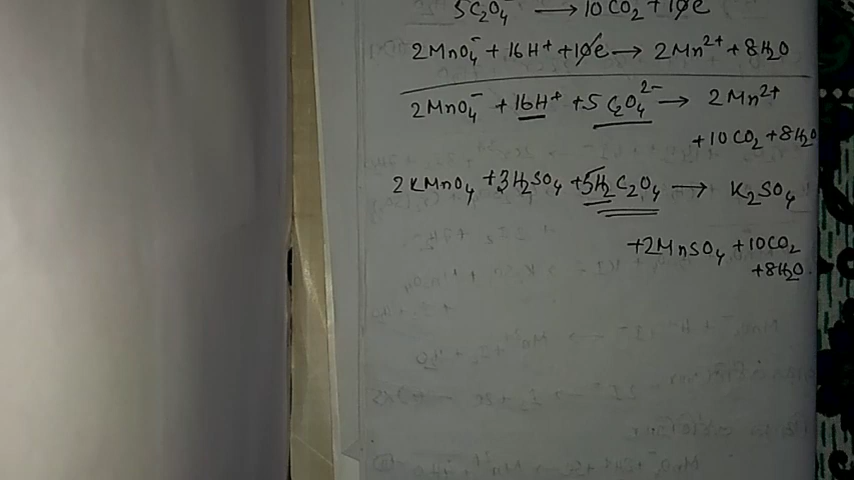 5C₂O₄⁻ ⟶ 10CO₂ + 10e
2MnO₄⁻ + 16H⁺ + 10e ⟶ 2Mn²⁺ + 8H₂O
2MnO₄⁻ + 16H⁺ + 5C₂O₄²⁻ ⟶ 2Mn²⁺
+ 10CO₂ + 8H₂O
2KMnO₄ + 3H₂SO₄ + 5H₂C₂O₄ ⟶ K₂SO₄
+ 2MnSO₄ + 10CO₂
+ 8H₂O